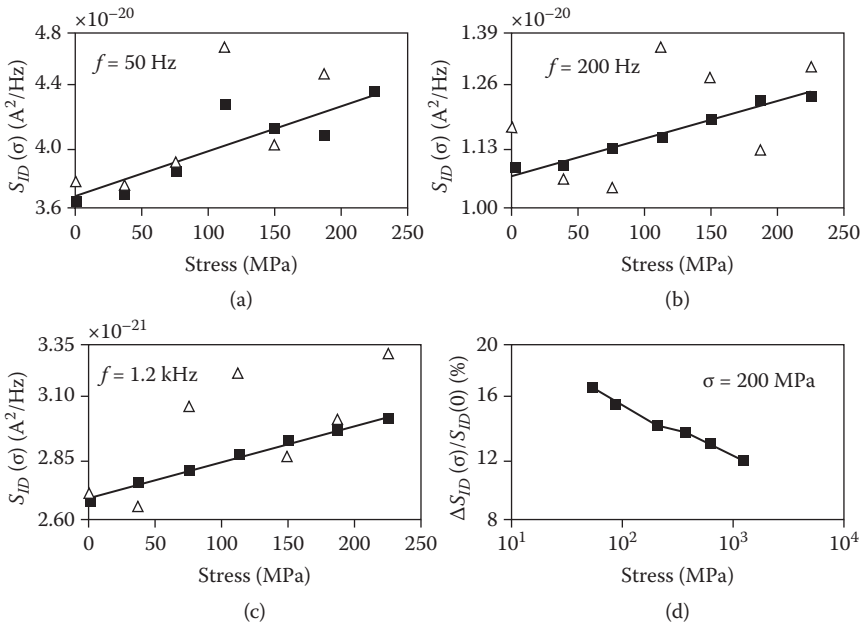 ×10⁻²⁰
4.8
4.4
4.0
3.6
S_ID (σ) (A²/Hz)
f = 50 Hz
0 50 100 150 200 250
Stress (MPa)
(a)
×10⁻²⁰
1.39
1.26
1.13
1.00
S_ID (σ) (A²/Hz)
f = 200 Hz
0 50 100 150 200 250
Stress (MPa)
(b)
×10⁻²¹
3.35
3.10
2.85
2.60
S_ID (σ) (A²/Hz)
f = 1.2 kHz
0 50 100 150 200 250
Stress (MPa)
(c)
20
16
12
8
ΔS_ID (σ)/S_ID(0) (%)
σ = 200 MPa
10¹ 10² 10³ 10⁴
Stress (MPa)
(d)